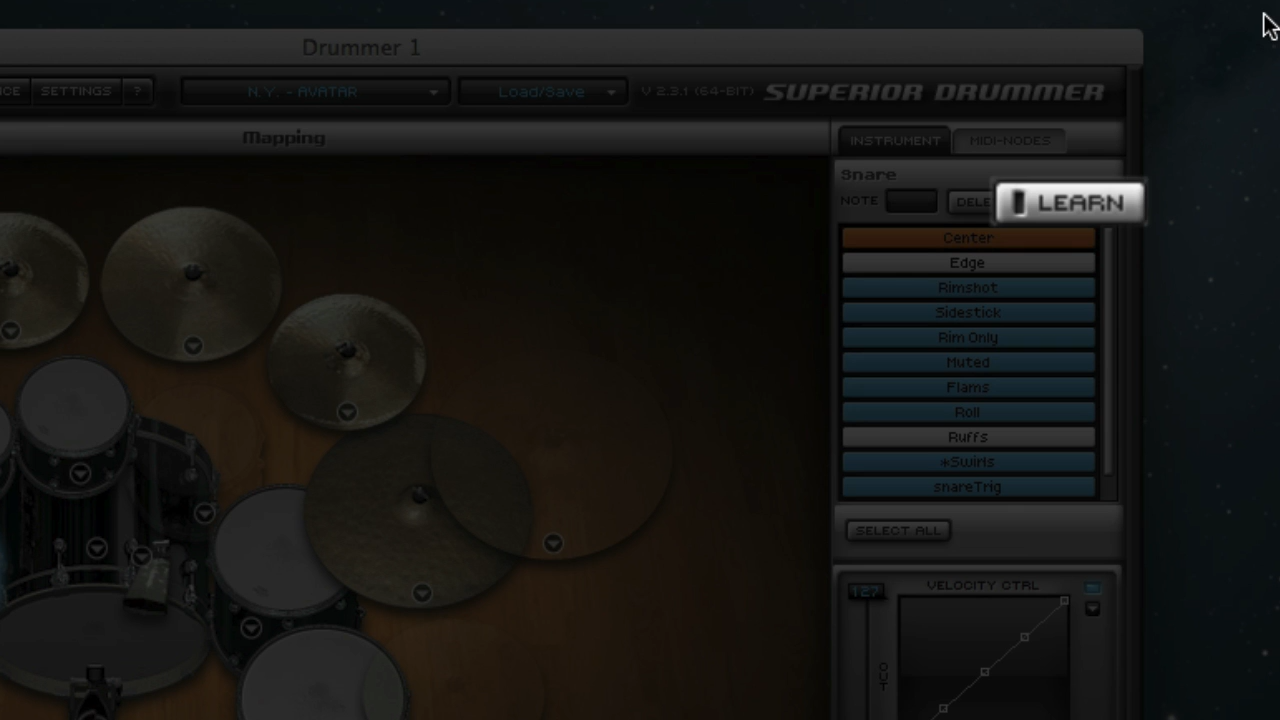 Drummer 1
CE SETTINGS ? N.Y. - AVATAR Load/Save V 2.3.1 (64-BIT) SUPERIOR DRUMMER
Mapping INSTRUMENT MIDI-NODES
Snare
NOTE DELE LEARN
Center
Edge
Rimshot
Sidestick
Rim Only
Muted
Flams
Roll
Ruffs
*Swirls
snareTrig
SELECT ALL
127 VELOCITY CTRL
OUT